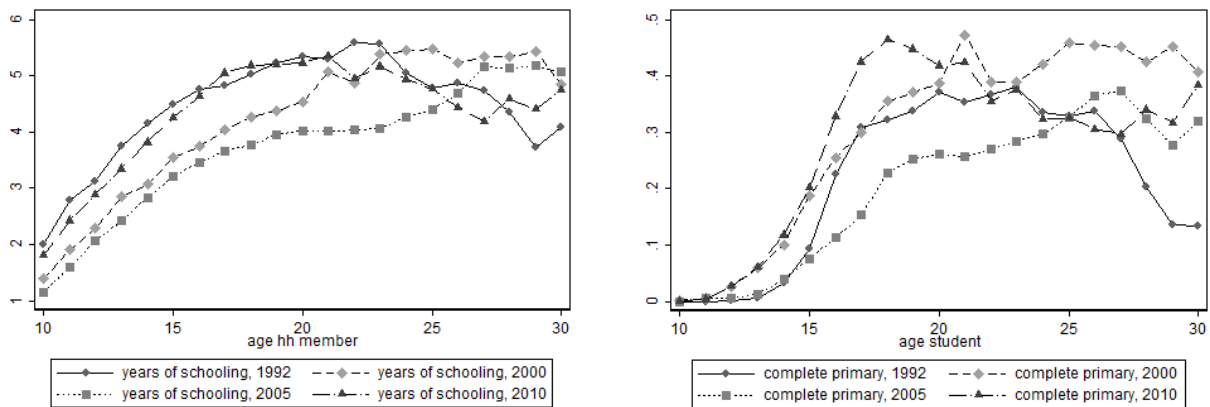 6
5
4
3
2
1
10 15 20 25 30
age hh member
years of schooling, 1992 years of schooling, 2000
years of schooling, 2005 years of schooling, 2010
.5
.4
.3
.2
.1
0
10 15 20 25 30
age student
complete primary, 1992 complete primary, 2000
complete primary, 2005 complete primary, 2010